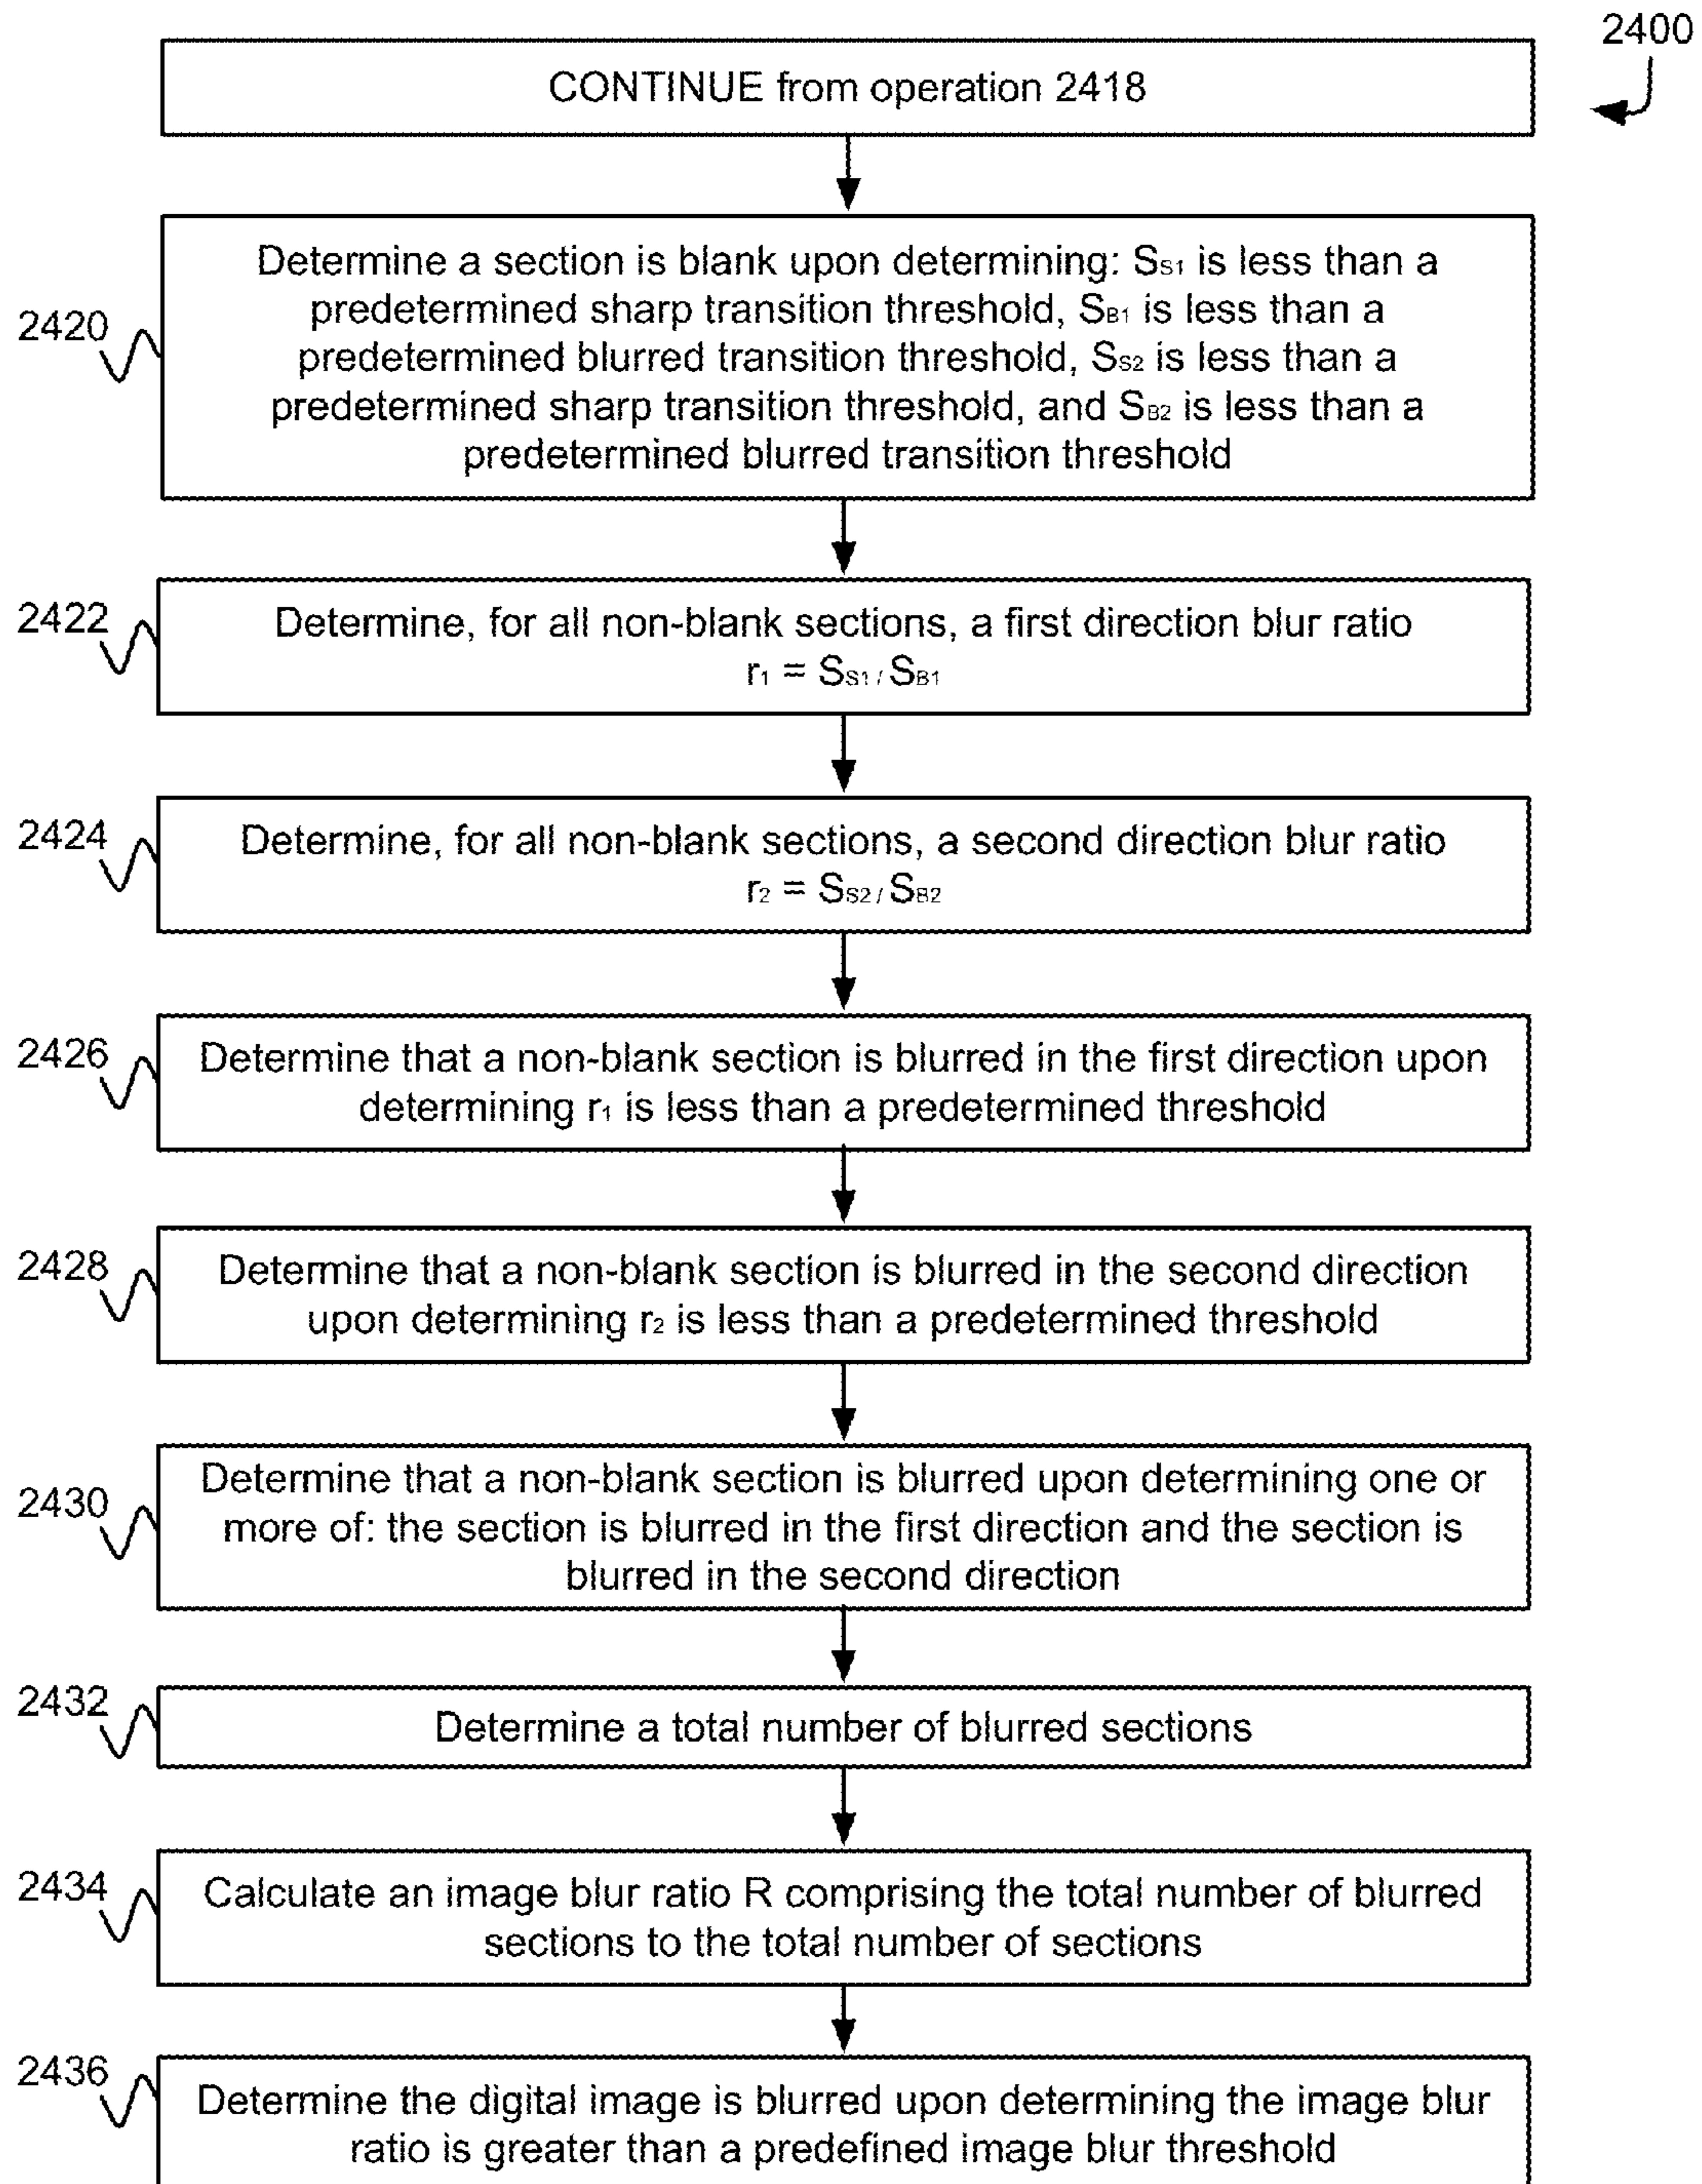 2400
CONTINUE from operation 2418
2420
Determine a section is blank upon determining: SS1 is less than a
predetermined sharp transition threshold, SB1 is less than a
predetermined blurred transition threshold, SS2 is less than a
predetermined sharp transition threshold, and SB2 is less than a
predetermined blurred transition threshold
2422
Determine, for all non-blank sections, a first direction blur ratio
r1 = SS1 / SB1
2424
Determine, for all non-blank sections, a second direction blur ratio
r2 = SS2 / SB2
2426
Determine that a non-blank section is blurred in the first direction upon
determining r1 is less than a predetermined threshold
2428
Determine that a non-blank section is blurred in the second direction
upon determining r2 is less than a predetermined threshold
2430
Determine that a non-blank section is blurred upon determining one or
more of: the section is blurred in the first direction and the section is
blurred in the second direction
2432
Determine a total number of blurred sections
2434
Calculate an image blur ratio R comprising the total number of blurred
sections to the total number of sections
2436
Determine the digital image is blurred upon determining the image blur
ratio is greater than a predefined image blur threshold